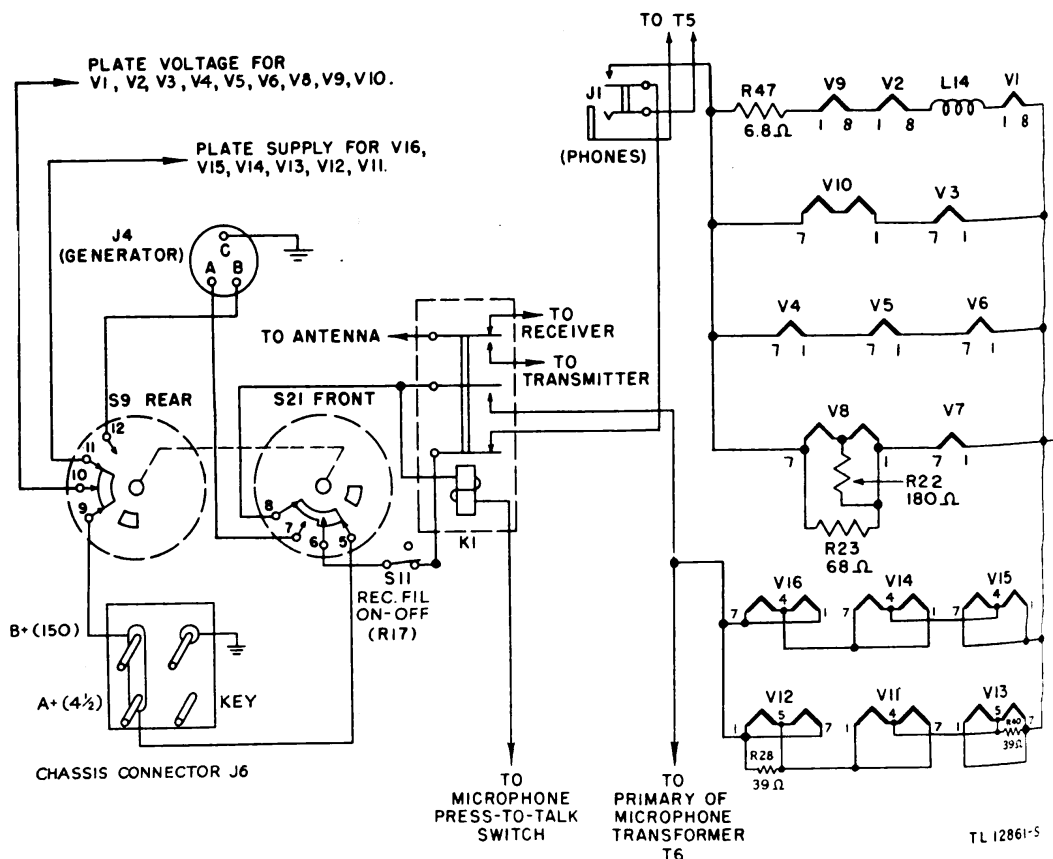 TO T5
PLATE VOLTAGE FOR
V1, V2, V3, V4, V5, V6, V8, V9, V10.
PLATE SUPPLY FOR V16,
V15, V14, V13, V12, V11.
J1
(PHONES)
R47
6.8Ω
V9
1 8
V2
1 8
L14
V1
1 8
V10
7 1
V3
7 1
J4
(GENERATOR)
C
A B
TO ANTENNA
TO
RECEIVER
TO
TRANSMITTER
V4
7 1
V5
7 1
V6
7 1
S9 REAR
12
11
10
9
S21 FRONT
8
7
6
5
K1
S11
REC. FIL
ON-OFF
(R17)
V8
7 1
V7
7 1
R22
180Ω
R23
68Ω
V16
7 4 1
V14
7 4 1
V15
7 4 1
V12
1 5 7
R28
39Ω
V11
1 4 7
V13
1 5 7
R40
39Ω
B+(150)
A+(4½)
KEY
CHASSIS CONNECTOR J6
TO
MICROPHONE
PRESS-TO-TALK
SWITCH
TO
PRIMARY OF
MICROPHONE
TRANSFORMER
T6
TL 12861-S